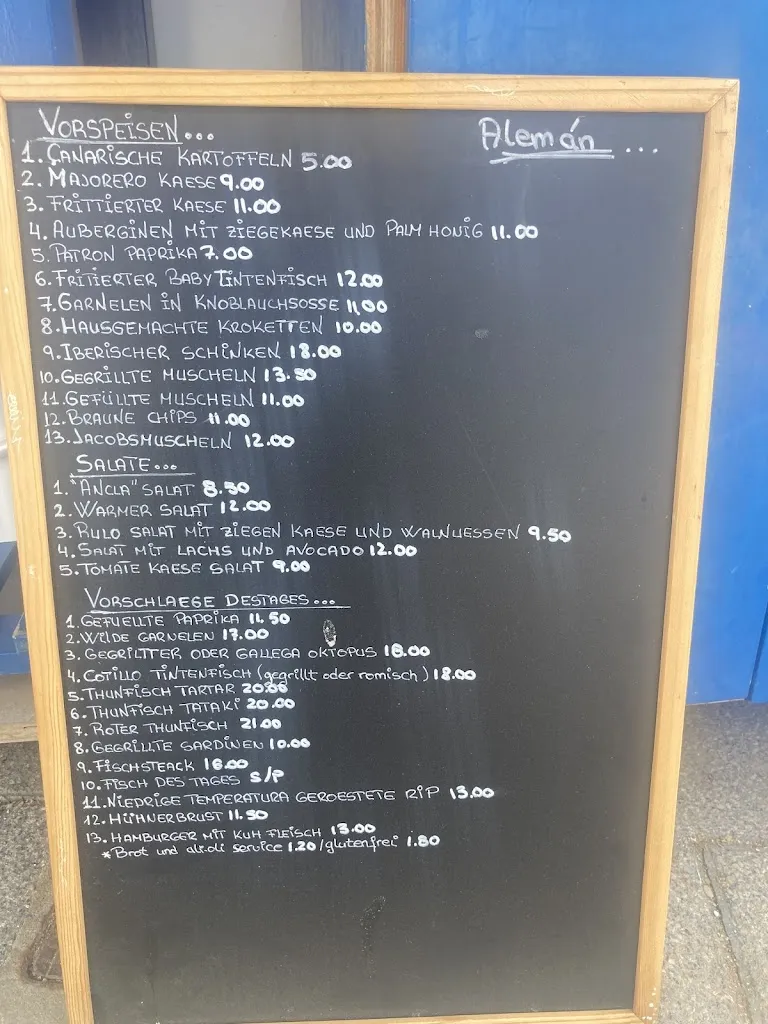 VORSPEISEN...
Alemán ...
1. CANARISCHE KARTOFFELN 5.00
2. MAJORERO KAESE 9.00
3. FRITTIERTER KAESE 11.00
4. AUBERGINEN MIT ZIEGEKAESE UND PALM HONIG 11.00
5. PATRON PAPRIKA 7.00
6. FRITIERTER BABY TINTENFISCH 12.00
7. GARNELEN IN KNOBLAUCHSOSSE 11,00
8. HAUSGEMACHTE KROKETTEN 10.00
9. IBERISCHER SCHINKEN 18.00
10. GEGRILLTE MUSCHELN 13.50
11. GEFÜLLTE MUSCHELN 11.00
12. BRAUNE CHIPS 11.00
13. JACOBSMUSCHELN 12.00
SALATE...
1. "ANCLA" SALAT 8.50
2. WARMER SALAT 12.00
3. RULO SALAT MIT ZIEGEN KAESE UND WALNUESSEN 9.50
4. SALAT MIT LACHS UND AVOCADO 12.00
5. TOMATE KAESE SALAT 9.00
VORSCHLAEGE DESTAGES...
1. GEFUELLTE PAPRIKA 11.50
2. WILDE GARNELEN 17.00
3. GEGRILTTER ODER GALLEGA OKTOPUS 18.00
4. COTILLO TINTENFISCH (gegrillt oder romisch) 18.00
5. THUNFISCH TARTAR
6. THUNFISCH TATAKI 20.00
7. ROTER THUNFISCH 21.00
8. GEGRILLTE SARDINEN 10.00
9. FISCHSTEACK 16.00
10. FISCH DES TAGES S/P
11. NIEDRIGE TEMPERATURA GEROESTETE RIP 13.00
12. HÜHNERBRUST 11.50
13. HAMBURGER MIT KUH FLEISCH 13.00
*Brot und ali.oli service 1.20/glutenfrei 1.80